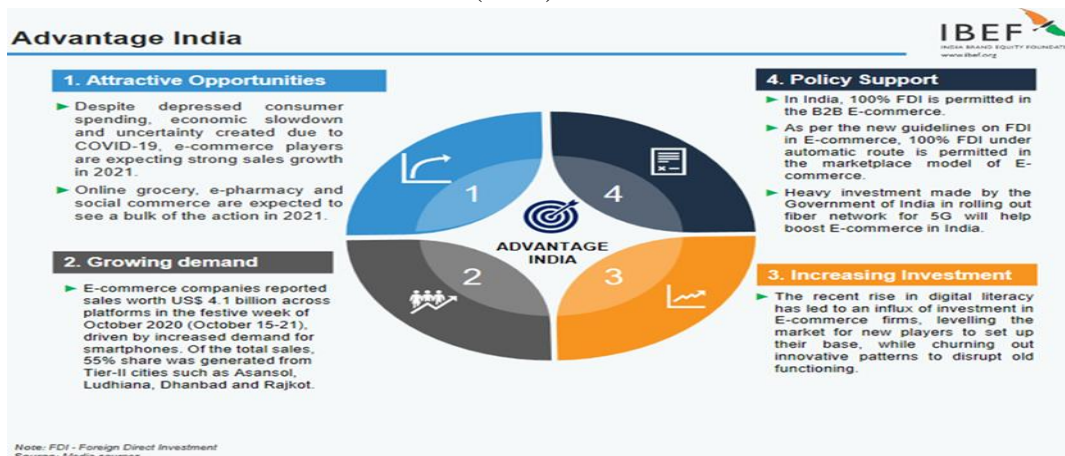 Advantage India
IBEF
INDIA BRAND EQUITY FOUNDATION
www.ibef.org
1. Attractive Opportunities
► Despite depressed consumer
spending, economic slowdown
and uncertainty created due to
COVID-19, e-commerce players
are expecting strong sales growth
in 2021.
► Online grocery, e-pharmacy and
social commerce are expected to
see a bulk of the action in 2021.
2. Growing demand
► E-commerce companies reported
sales worth US$ 4.1 billion across
platforms in the festive week of
October 2020 (October 15-21),
driven by increased demand for
smartphones. Of the total sales,
55% share was generated from
Tier-II cities such as Asansol,
Ludhiana, Dhanbad and Rajkot.
1
4
ADVANTAGE
INDIA
2
3
4. Policy Support
► In India, 100% FDI is permitted in
the B2B E-commerce.
► As per the new guidelines on FDI
in E-commerce, 100% FDI under
automatic route is permitted in
the marketplace model of E-
commerce.
► Heavy investment made by the
Government of India in rolling out
fiber network for 5G will help
boost E-commerce in India.
3. Increasing Investment
► The recent rise in digital literacy
has led to an influx of investment in
E-commerce firms, levelling the
market for new players to set up
their base, while churning out
innovative patterns to disrupt old
functioning.
Note: FDI - Foreign Direct Investment
Source: Media sources